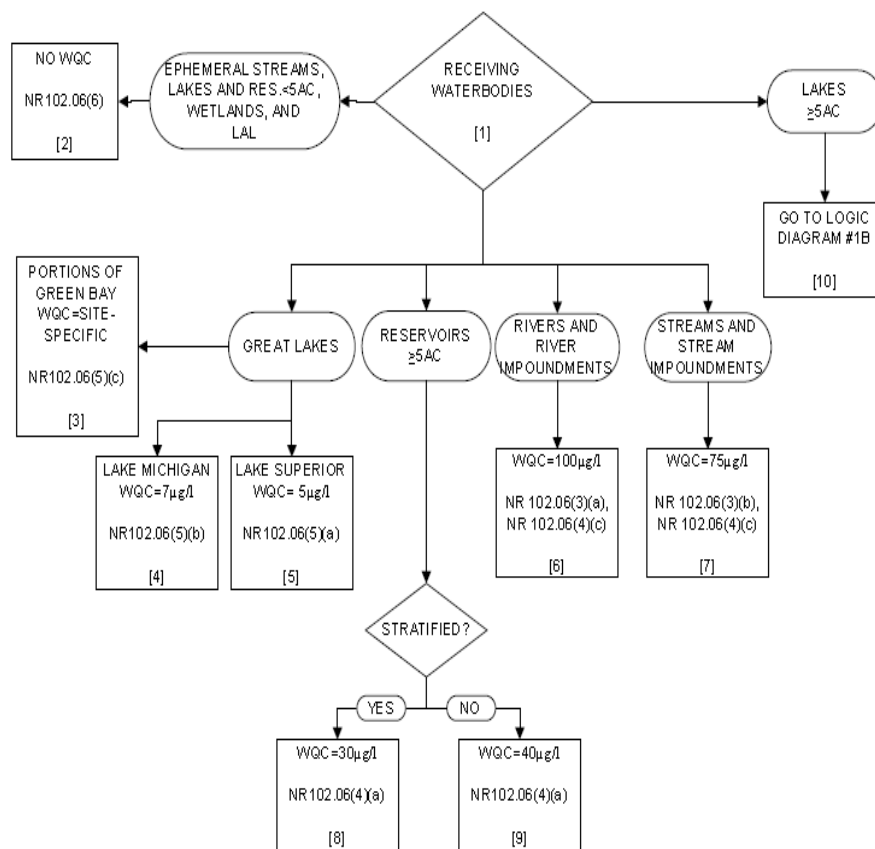 NO WQC
NR102.06(6)
[2]
EPHEMERAL STREAMS,
LAKES AND RES.<5AC,
WETLANDS, AND
LAL
RECEIVING
WATERBODIES
[1]
LAKES
≥5AC
GO TO LOGIC
DIAGRAM #1B
[10]
PORTIONS OF
GREEN BAY
WQC=SITE-
SPECIFIC
NR102.06(5)(c)
[3]
GREAT LAKES
RESERVOIRS
≥5AC
RIVERS AND
RIVER
IMPOUNDMENTS
STREAMS AND
STREAM
IMPOUNDMENTS
LAKE MICHIGAN
WQC=7µg/l
NR102.06(5)(b)
[4]
LAKE SUPERIOR
WQC= 5µg/l
NR102.06(5)(a)
[5]
WQC=100µg/l
NR 102.06(3)(a),
NR 102.06(4)(c)
[6]
WQC=75µg/l
NR 102.06(3)(b),
NR 102.06(4)(c)
[7]
STRATIFIED?
YES
NO
WQC=30µg/l
NR102.06(4)(a)
[8]
WQC=40µg/l
NR102.06(4)(a)
[9]